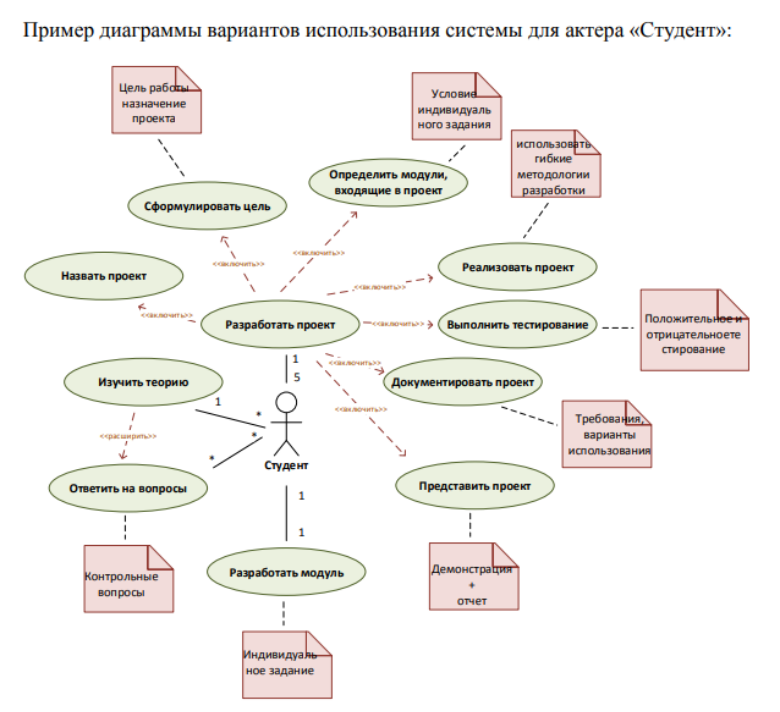 Пример диаграммы вариантов использования системы для актера «Студент»:
Цель работы
назначение
проекта
Условие
индивидуаль
ного задания
использовать
гибкие
методологии
разработки
Определить модули,
входящие в проект
Сформулировать цель
<<включить>>
<<включить>>
Реализовать проект
Назвать проект
<<включить>>
<<включить>>
Разработать проект
<<включить>>
Выполнить тестирование
Положительное и
отрицательноете
стирование
1
5
<<включить>>
Изучить теорию
1
Документировать проект
<<включить>>
*
*
*
<<расширить>>
Требования,
варианты
использования
Студент
Ответить на вопросы
Представить проект
1
1
Контрольные
вопросы
Разработать модуль
Демонстрация
+
отчет
Индивидуаль
ное задание